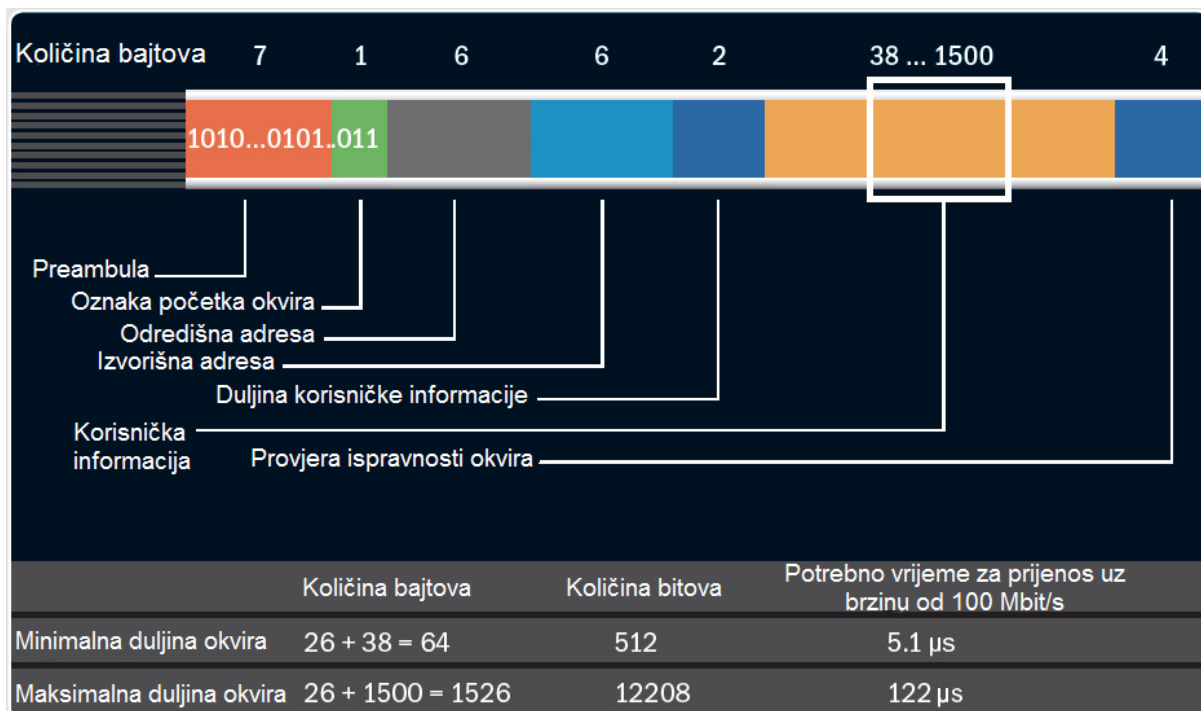 Količina bajtova 7 1 6 6 2 38 ... 1500 4
1010...0101..011
Preambula
Oznaka početka okvira
Odredišna adresa
Izvorišna adresa
Duljina korisničke informacije
Korisnička
informacija
Provjera ispravnosti okvira
Količina bajtova Količina bitova Potrebno vrijeme za prijenos uz
brzinu od 100 Mbit/s
Minimalna duljina okvira 26 + 38 = 64 512 5.1 µs
Maksimalna duljina okvira 26 + 1500 = 1526 12208 122 µs